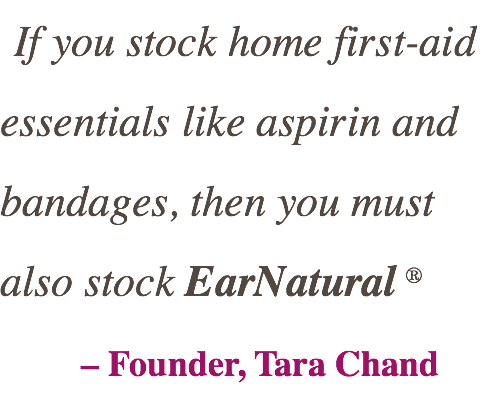 If you stock home first-aid
essentials like aspirin and
bandages, then you must
also stock EarNatural ®
– Founder, Tara Chand